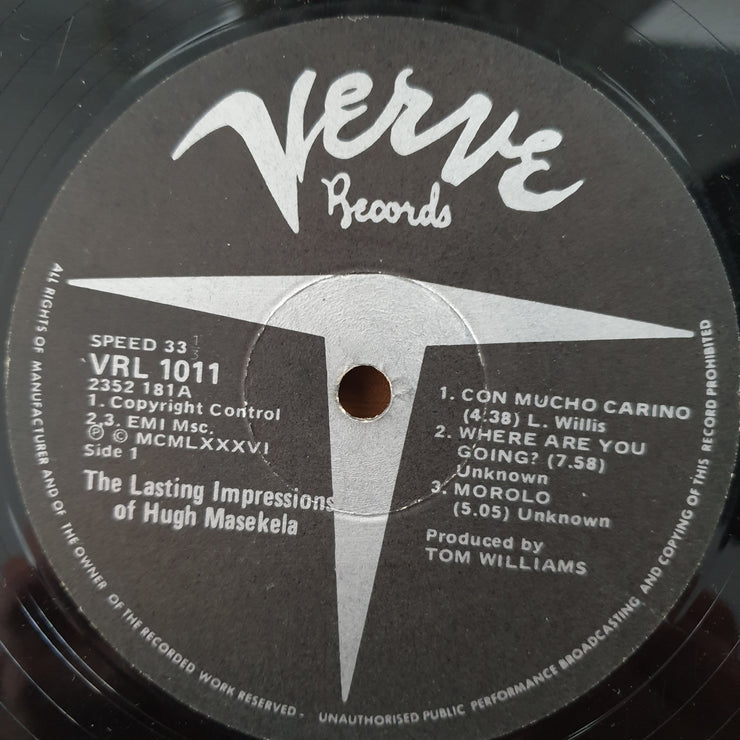 Verve
Records
SPEED 33 1/3
VRL 1011
2352 181A
1. Copyright Control
2,3. EMI Msc.
Ⓟ © MCMLXXXVI
Side 1
The Lasting Impressions
of Hugh Masekela
1. CON MUCHO CARINO
(4:38) L. Willis
2. WHERE ARE YOU
GOING? (7.58)
Unknown
3. MOROLO
(5.05) Unknown
Produced by
TOM WILLIAMS
ALL RIGHTS OF MANUFACTURER AND OF THE OWNER OF THE RECORDED WORK RESERVED. UNAUTHORISED PUBLIC PERFORMANCE BROADCASTING AND COPYING OF THIS RECORD PROHIBITED